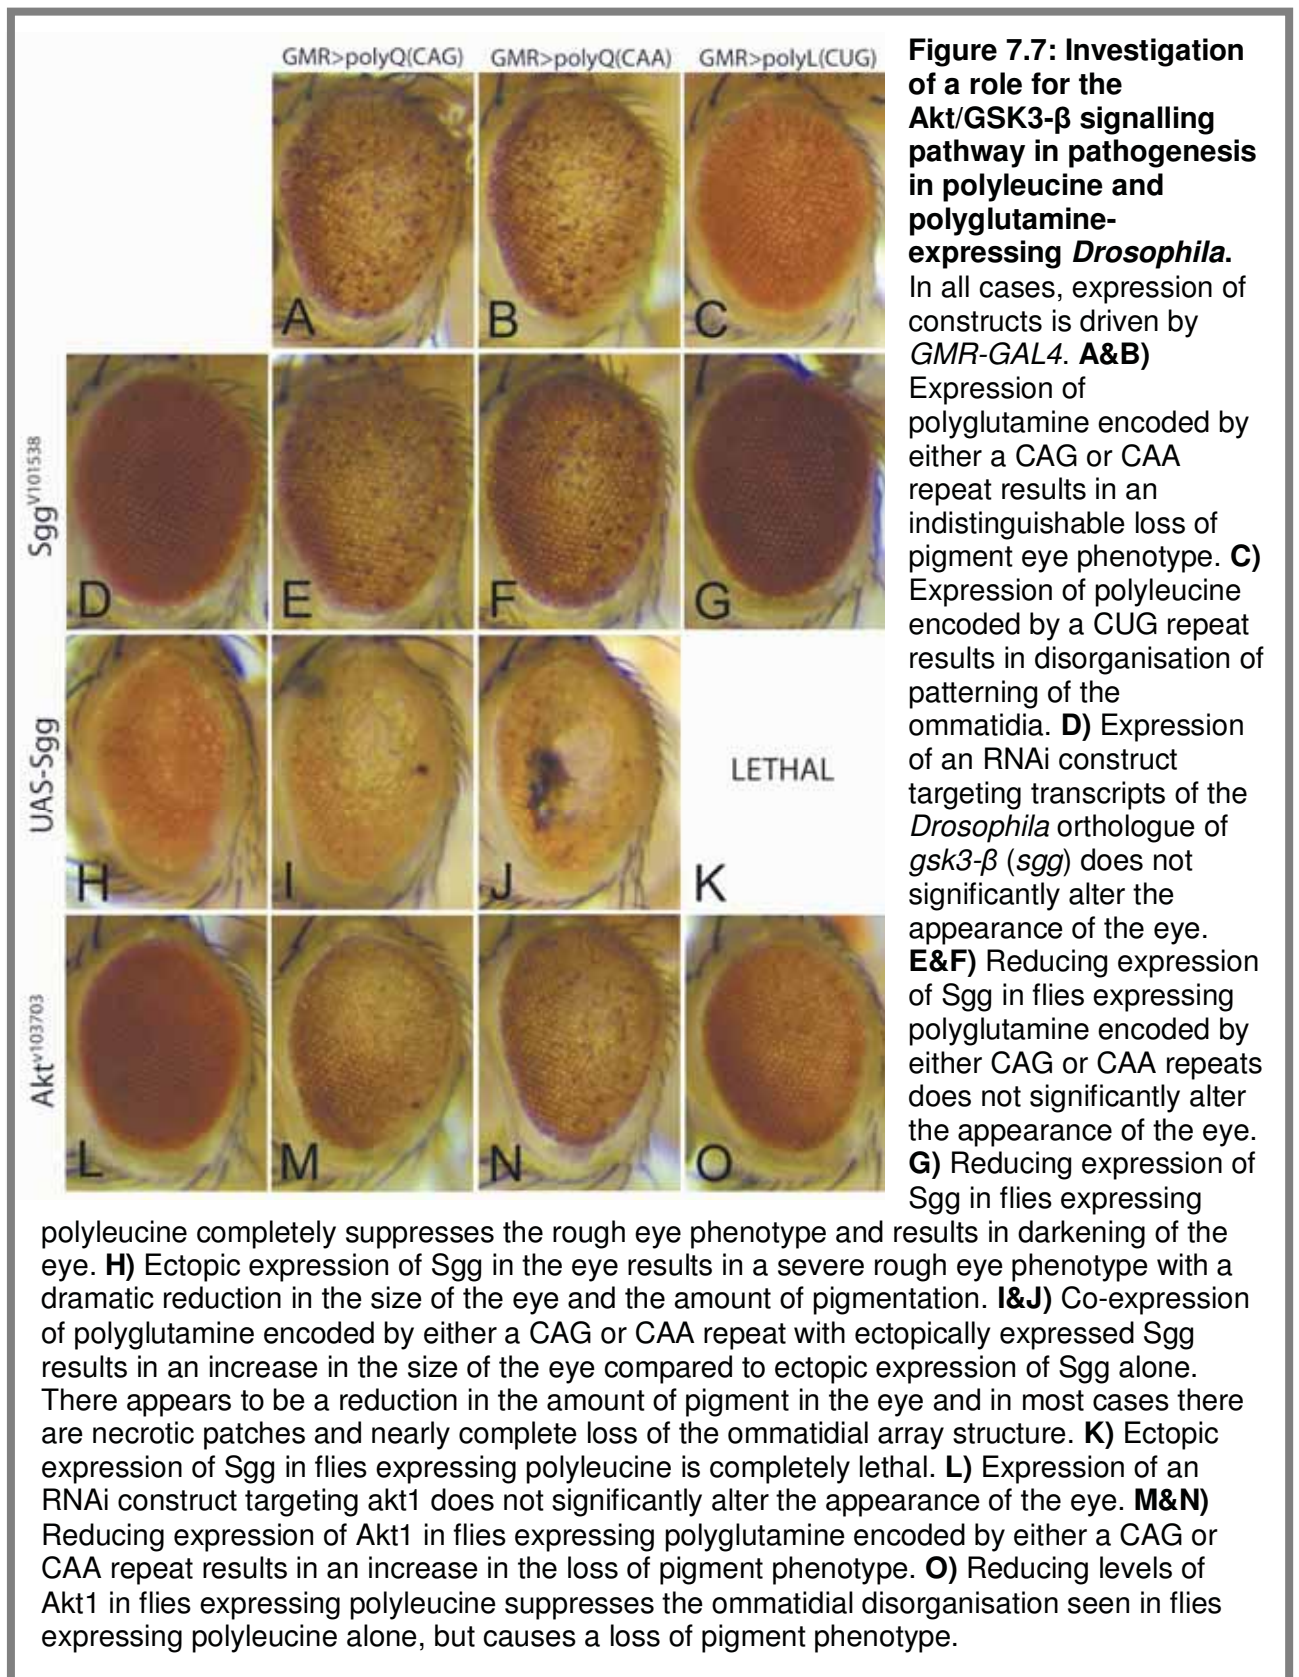 GMR>polyQ(CAG) GMR>polyQ(CAA) GMR>polyL(CUG)
A B C
Sgg^V101538
D E F G
UAS-Sgg
H I J K
LETHAL
Akt^v103703
L M N O
Figure 7.7: Investigation
of a role for the
Akt/GSK3-β signalling
pathway in pathogenesis
in polyleucine and
polyglutamine-
expressing Drosophila.
In all cases, expression of
constructs is driven by
GMR-GAL4. A&B)
Expression of
polyglutamine encoded by
either a CAG or CAA
repeat results in an
indistinguishable loss of
pigment eye phenotype. C)
Expression of polyleucine
encoded by a CUG repeat
results in disorganisation of
patterning of the
ommatidia. D) Expression
of an RNAi construct
targeting transcripts of the
Drosophila orthologue of
gsk3-β (sgg) does not
significantly alter the
appearance of the eye.
E&F) Reducing expression
of Sgg in flies expressing
polyglutamine encoded by
either CAG or CAA repeats
does not significantly alter
the appearance of the eye.
G) Reducing expression of
Sgg in flies expressing
polyleucine completely suppresses the rough eye phenotype and results in darkening of the
eye. H) Ectopic expression of Sgg in the eye results in a severe rough eye phenotype with a
dramatic reduction in the size of the eye and the amount of pigmentation. I&J) Co-expression
of polyglutamine encoded by either a CAG or CAA repeat with ectopically expressed Sgg
results in an increase in the size of the eye compared to ectopic expression of Sgg alone.
There appears to be a reduction in the amount of pigment in the eye and in most cases there
are necrotic patches and nearly complete loss of the ommatidial array structure. K) Ectopic
expression of Sgg in flies expressing polyleucine is completely lethal. L) Expression of an
RNAi construct targeting akt1 does not significantly alter the appearance of the eye. M&N)
Reducing expression of Akt1 in flies expressing polyglutamine encoded by either a CAG or
CAA repeat results in an increase in the loss of pigment phenotype. O) Reducing levels of
Akt1 in flies expressing polyleucine suppresses the ommatidial disorganisation seen in flies
expressing polyleucine alone, but causes a loss of pigment phenotype.